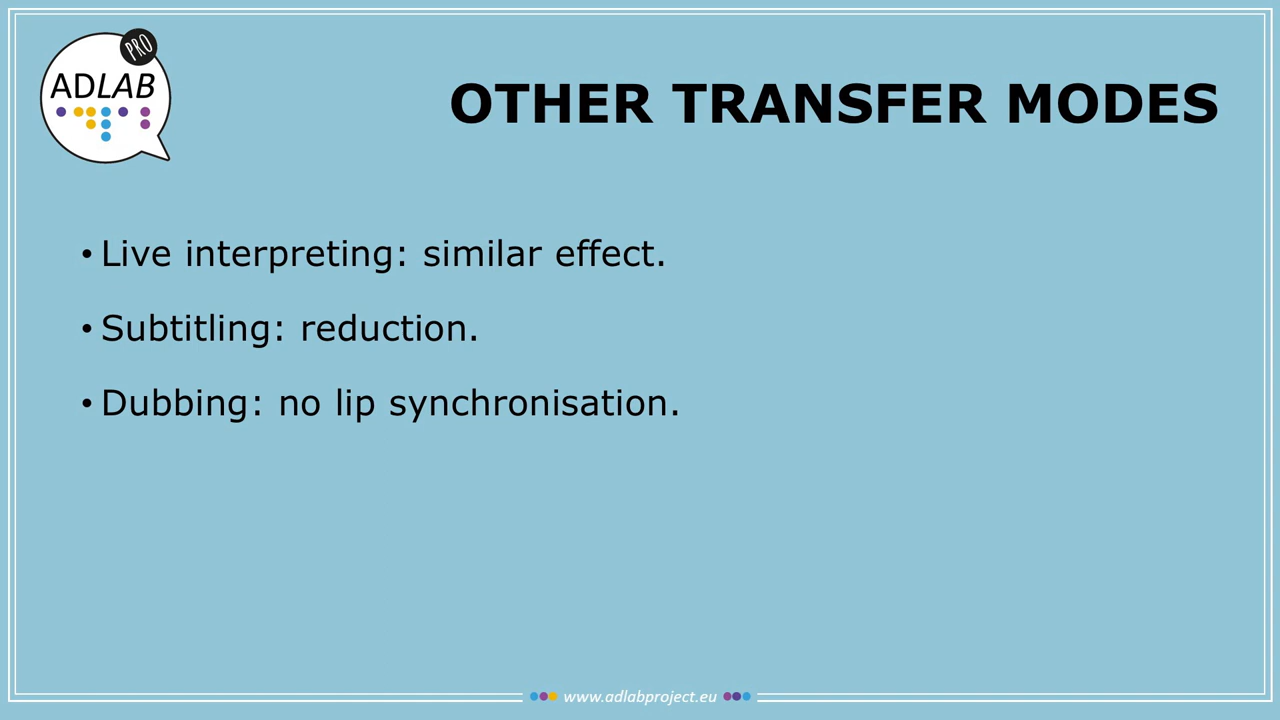 PRO
ADLAB
OTHER TRANSFER MODES
• Live interpreting: similar effect.
• Subtitling: reduction.
• Dubbing: no lip synchronisation.
www.adlabproject.eu